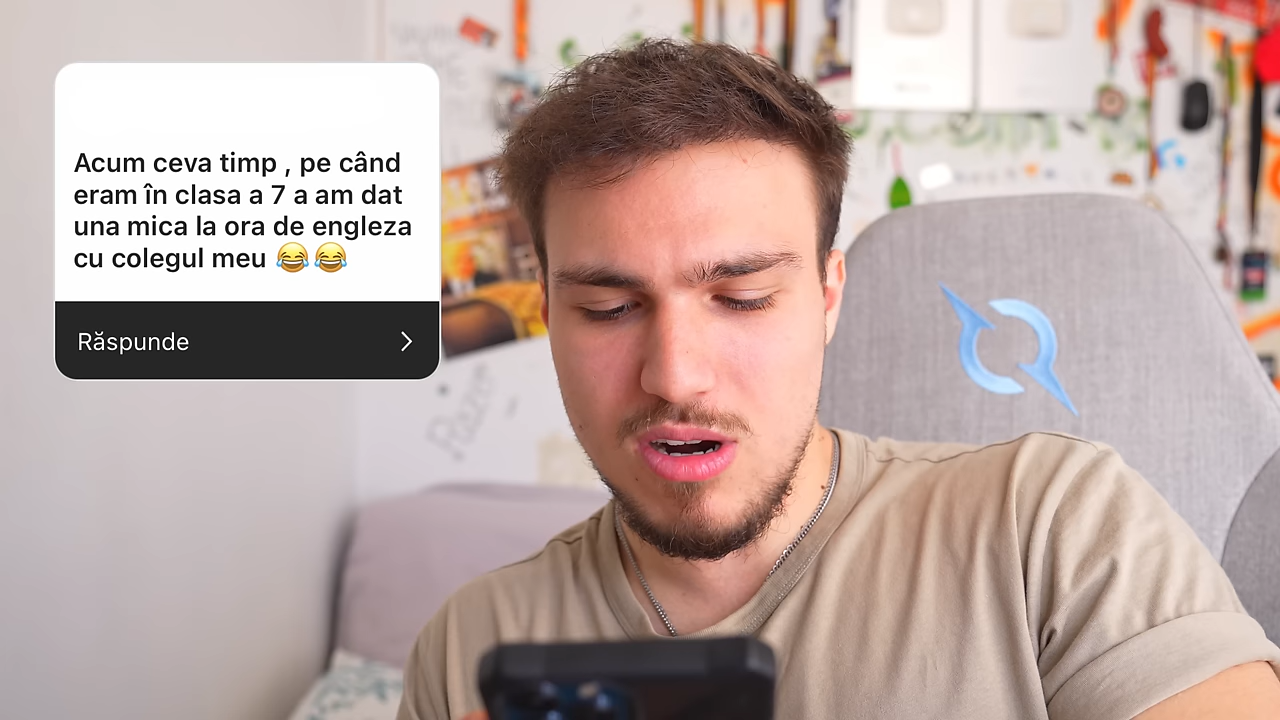 Acum ceva timp , pe când
eram în clasa a 7 a am dat
una mica la ora de engleza
cu colegul meu 😂😂
Răspunde